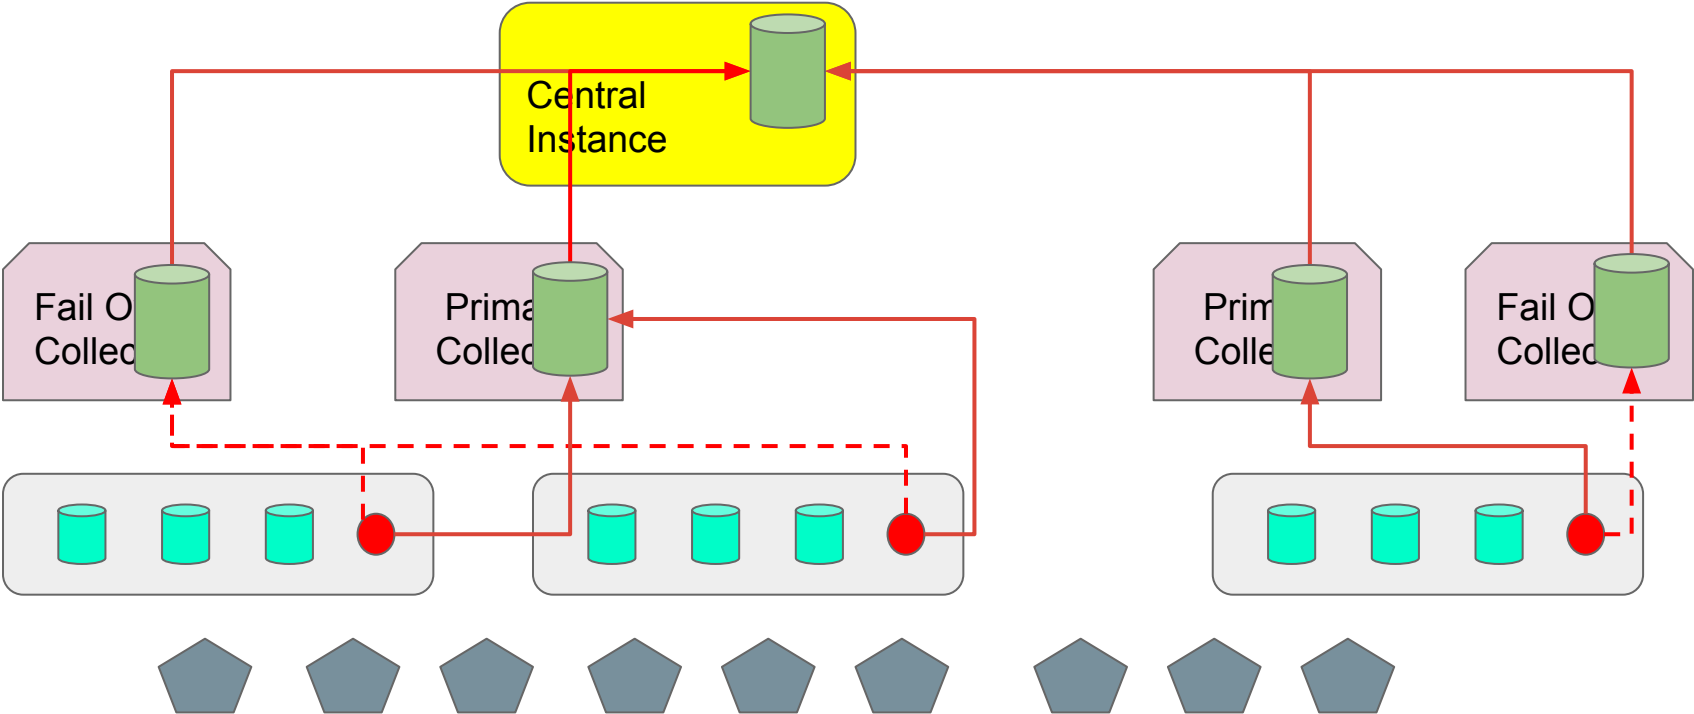 Central
Instance
Fail O
Collec
Prima
Collec
Prim
Colle
Fail O
Collec